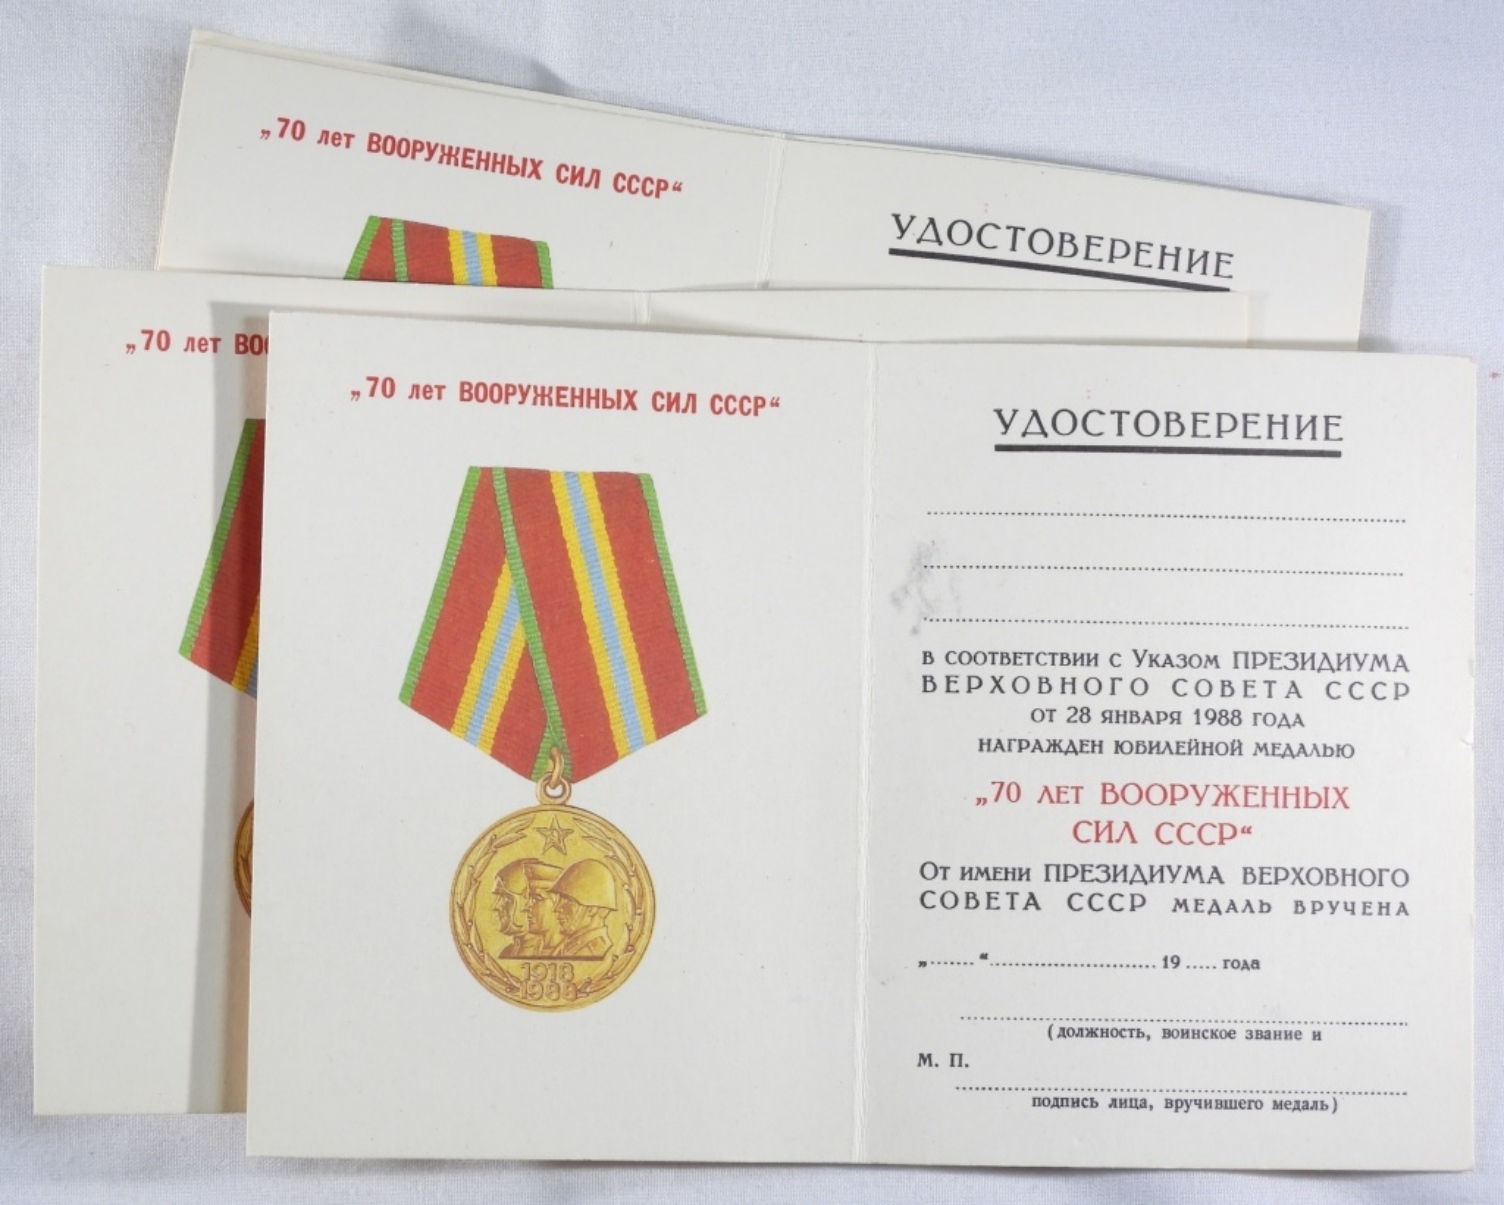 „70 лет ВООРУЖЕННЫХ СИЛ СССР“
УДОСТОВЕРЕНИЕ
„70 лет
„70 лет ВООРУЖЕННЫХ СИЛ СССР“
1918
1988
УДОСТОВЕРЕНИЕ
в соответствии с Указом ПРЕЗИДИУМА
ВЕРХОВНОГО СОВЕТА СССР
от 28 января 1988 года
награжден юбилейной медалью
„70 лет ВООРУЖЕННЫХ
СИЛ СССР“
От имени ПРЕЗИДИУМА ВЕРХОВНОГО
СОВЕТА СССР медаль вручена
„.......“............................ 19 ..... года
(должность, воинское звание и
М. П.
подпись лица, вручившего медаль)